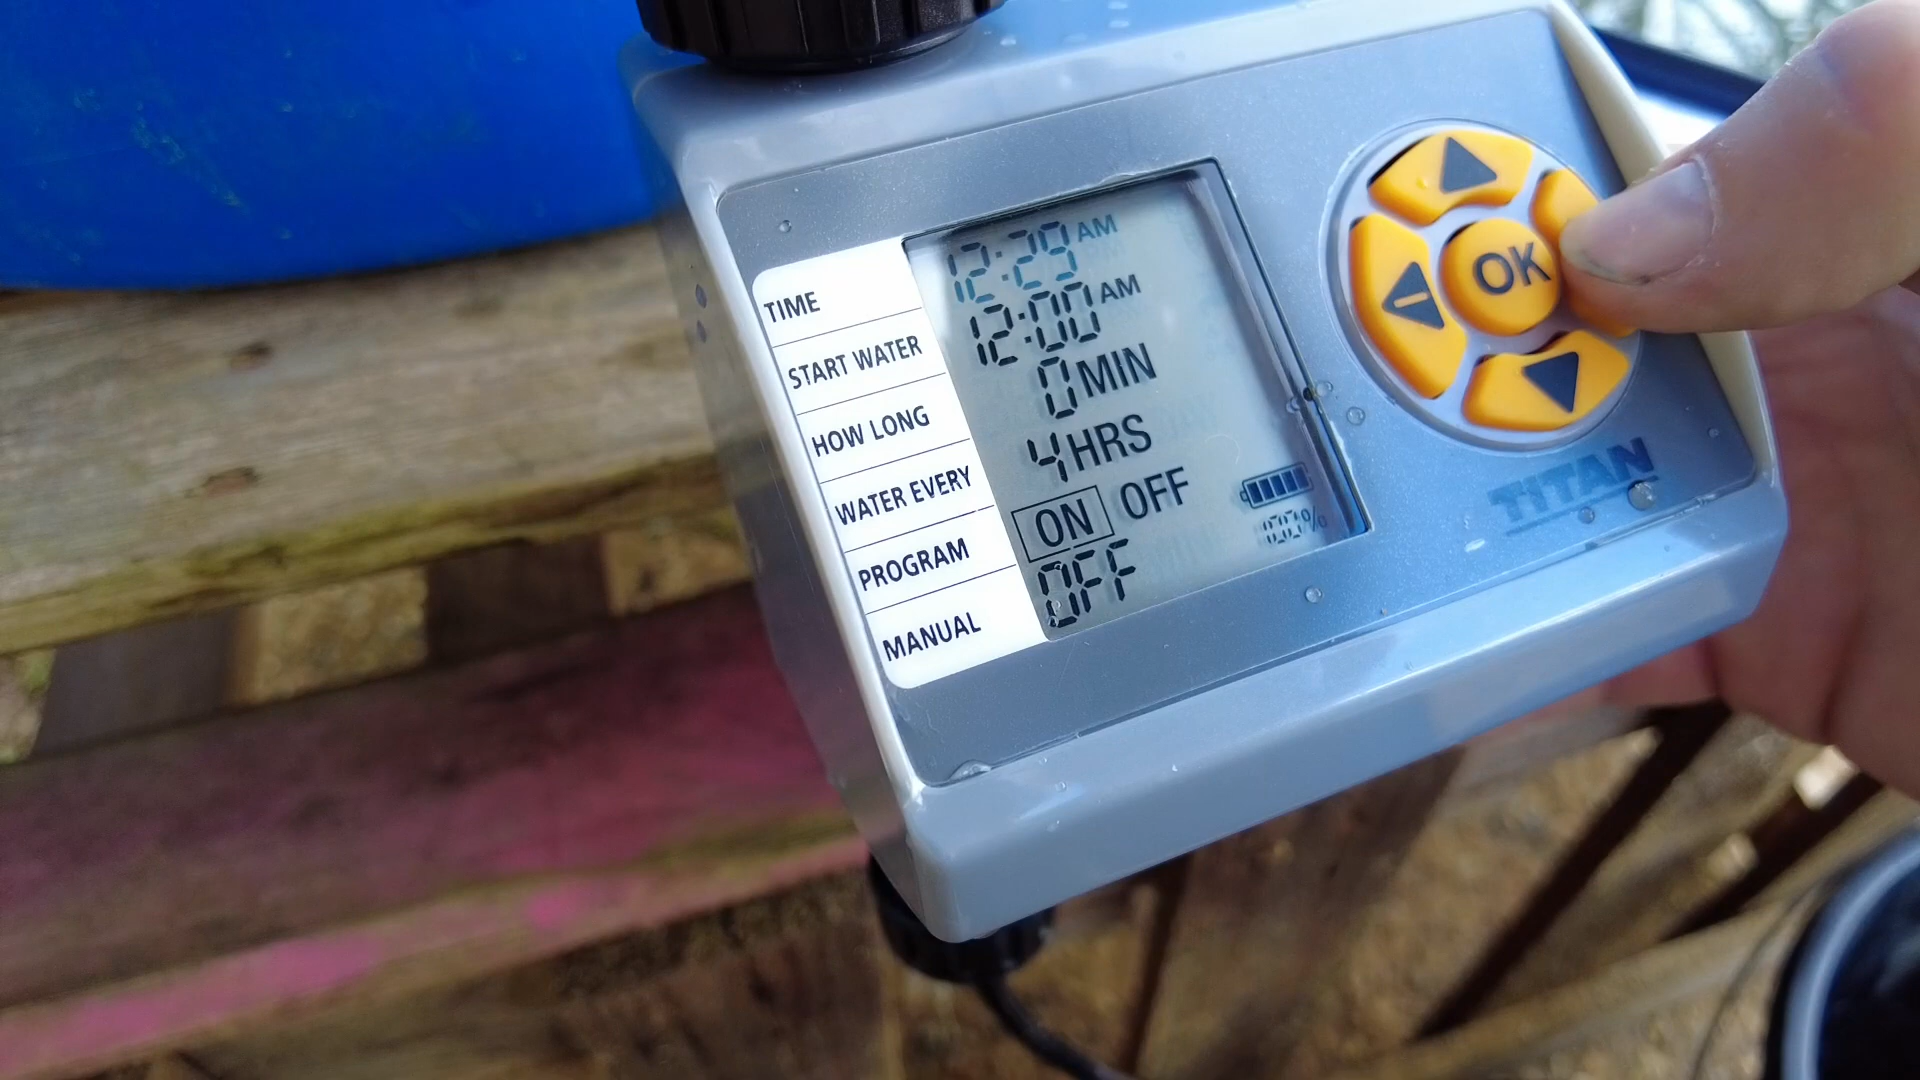 TIME 12:29 AM
START WATER 12:00 AM
HOW LONG 0 MIN
WATER EVERY 4 HRS
PROGRAM ON OFF
MANUAL OFF
OK
TITAN